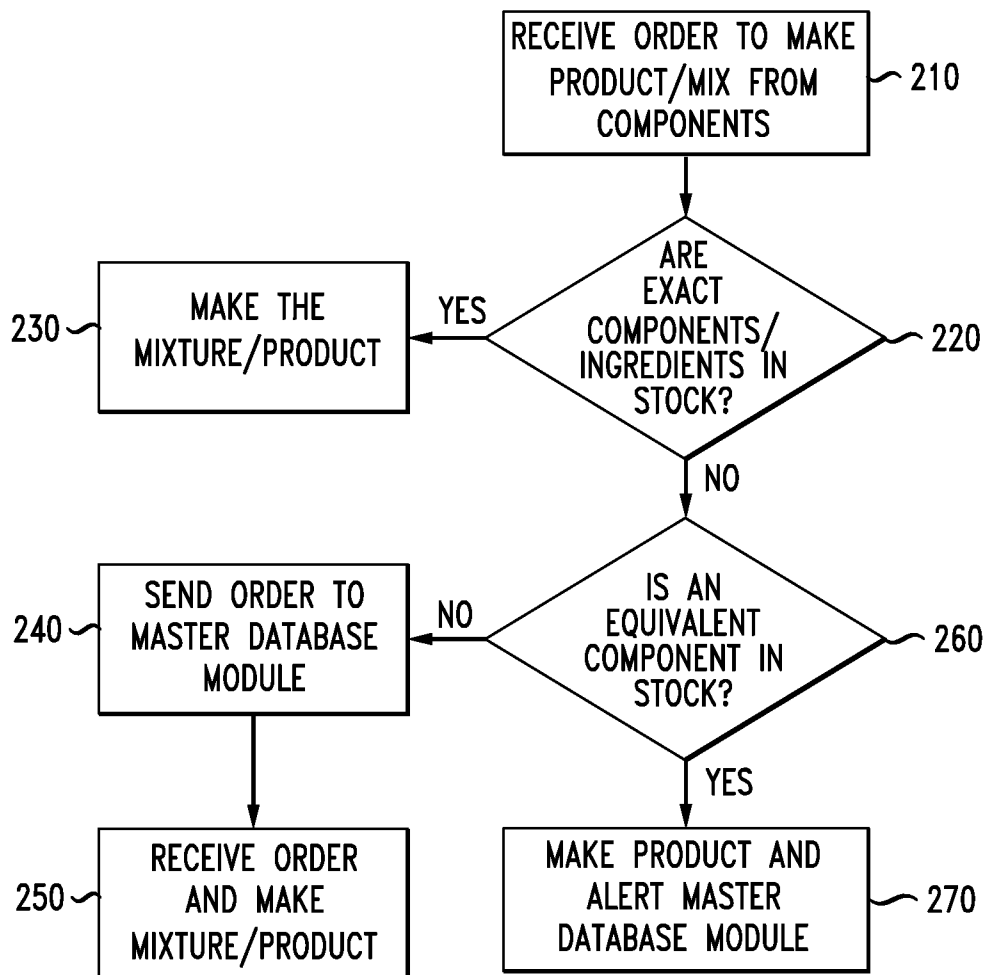 RECEIVE ORDER TO MAKE
PRODUCT/MIX FROM
COMPONENTS
210
ARE
EXACT
COMPONENTS/
INGREDIENTS IN
STOCK?
220
YES
MAKE THE
MIXTURE/PRODUCT
230
NO
IS AN
EQUIVALENT
COMPONENT IN
STOCK?
260
NO
SEND ORDER TO
MASTER DATABASE
MODULE
240
YES
RECEIVE ORDER
AND MAKE
MIXTURE/PRODUCT
250
MAKE PRODUCT AND
ALERT MASTER
DATABASE MODULE
270